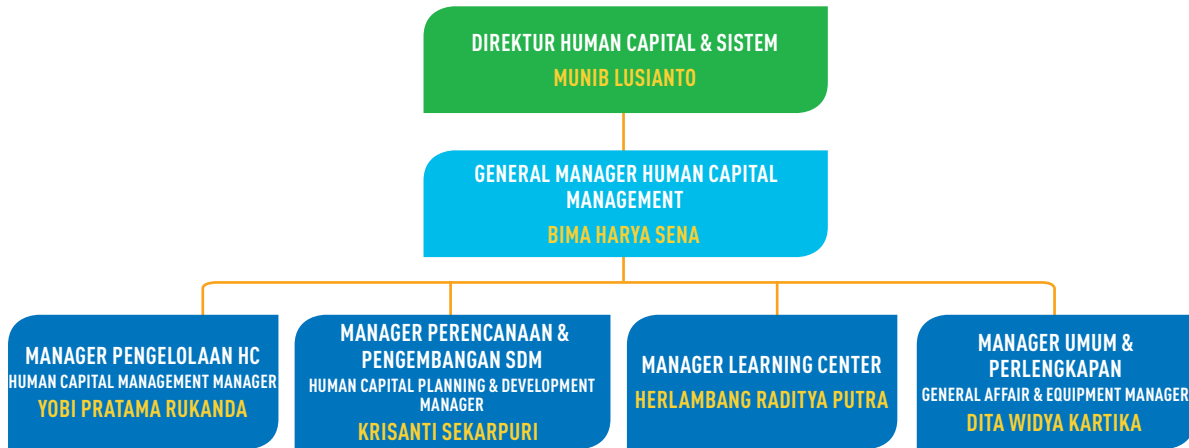 DIREKTUR HUMAN CAPITAL & SISTEM
MUNIB LUSIANTO
GENERAL MANAGER HUMAN CAPITAL
MANAGEMENT
BIMA HARYA SENA
MANAGER PENGELOLAAN HC
HUMAN CAPITAL MANAGEMENT MANAGER
YOBI PRATAMA RUKANDA
MANAGER PERENCANAAN &
PENGEMBANGAN SDM
HUMAN CAPITAL PLANNING & DEVELOPMENT
MANAGER
KRISANTI SEKARPURI
MANAGER LEARNING CENTER
HERLAMBANG RADITYA PUTRA
MANAGER UMUM &
PERLENGKAPAN
GENERAL AFFAIR & EQUIPMENT MANAGER
DITA WIDYA KARTIKA